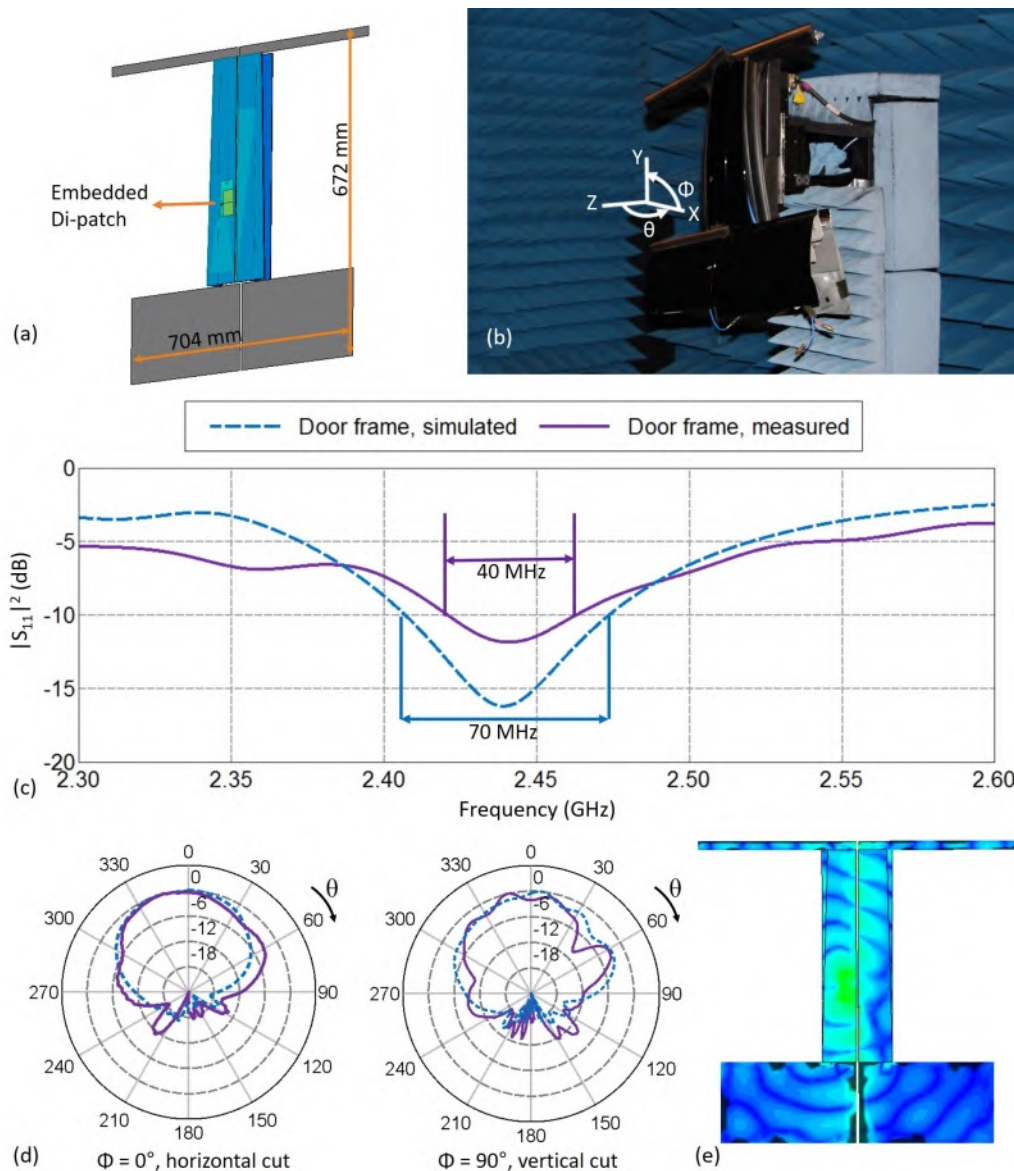 672 mm
Embedded
Di-patch
704 mm
(a)
Y
Φ
Z
X
θ
(b)
Door frame, simulated
Door frame, measured
0
-5
-10
-15
-20
|S11|² (dB)
40 MHz
70 MHz
2.30
2.35
2.40
2.45
2.50
2.55
2.60
(c)
Frequency (GHz)
0
330
30
θ
0
300
-6
60
-12
-18
270
90
240
120
210
150
180
(d)
Φ = 0°, horizontal cut
0
330
30
θ
0
300
-6
60
-12
-18
270
90
240
120
210
150
180
Φ = 90°, vertical cut
(e)